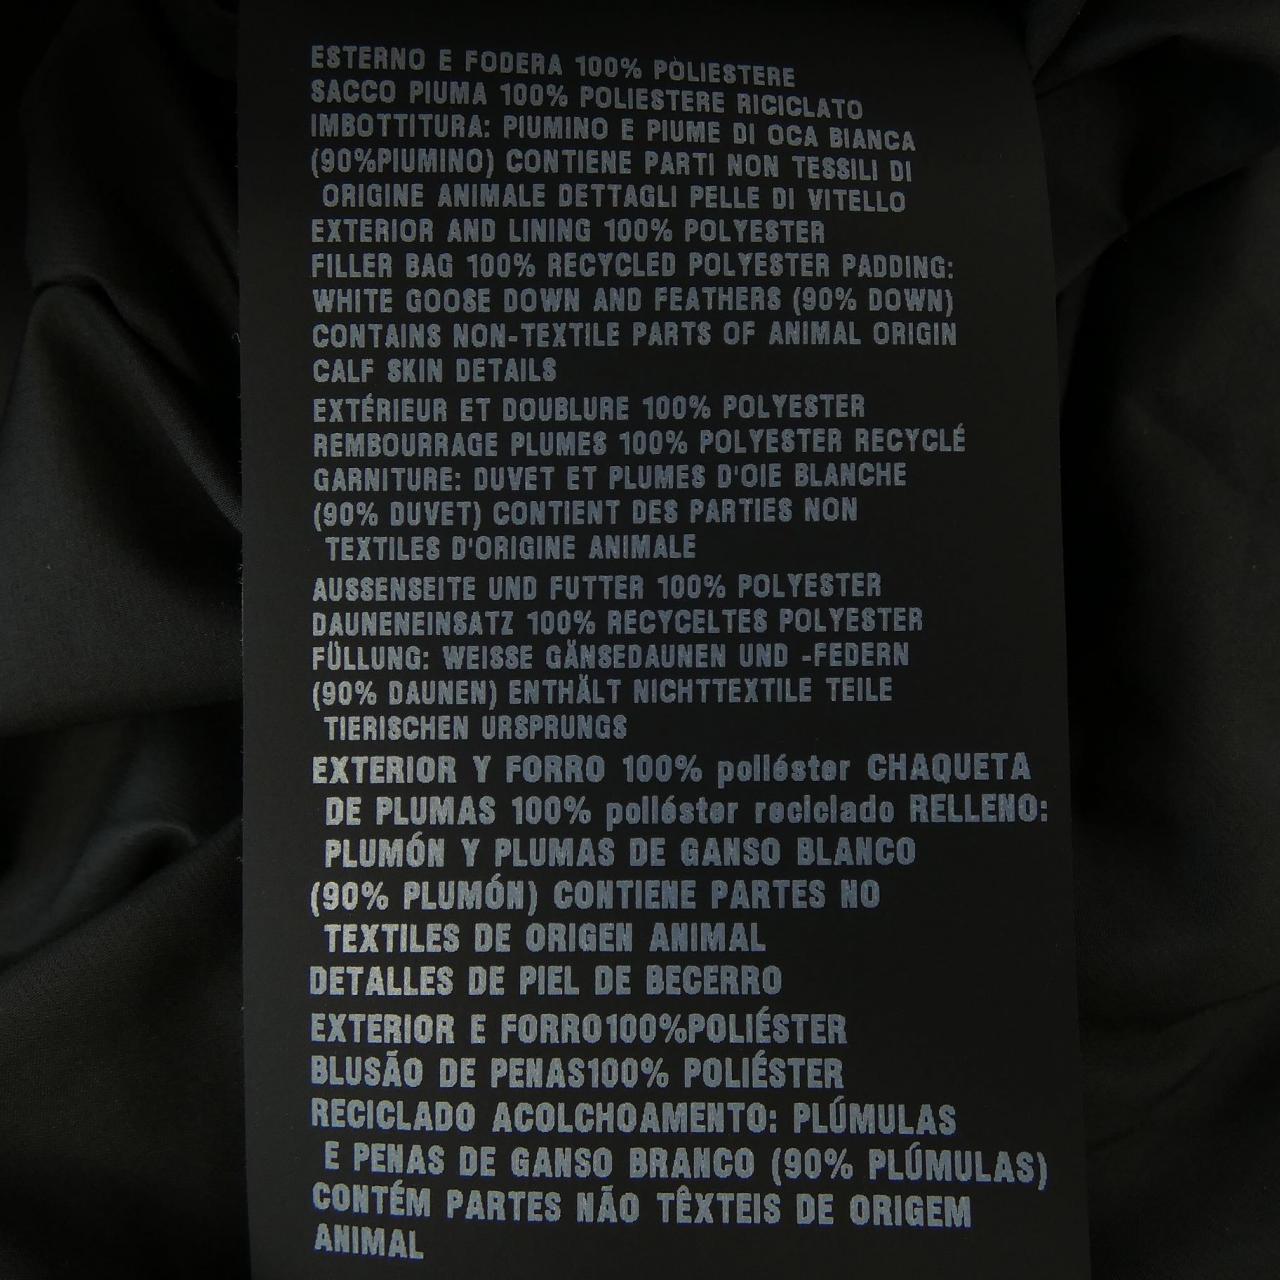 ESTERNO E FODERA 100% POLIESTERE
SACCO PIUMA 100% POLIESTERE RICICLATO
IMBOTTITURA: PIUMINO E PIUME DI OCA BIANCA
(90%PIUMINO) CONTIENE PARTI NON TESSILI DI
ORIGINE ANIMALE DETTAGLI PELLE DI VITELLO
EXTERIOR AND LINING 100% POLYESTER
FILLER BAG 100% RECYCLED POLYESTER PADDING:
WHITE GOOSE DOWN AND FEATHERS (90% DOWN)
CONTAINS NON-TEXTILE PARTS OF ANIMAL ORIGIN
CALF SKIN DETAILS
EXTÉRIEUR ET DOUBLURE 100% POLYESTER
REMBOURRAGE PLUMES 100% POLYESTER RECYCLÉ
GARNITURE: DUVET ET PLUMES D'OIE BLANCHE
(90% DUVET) CONTIENT DES PARTIES NON
TEXTILES D'ORIGINE ANIMALE
AUSSENSEITE UND FUTTER 100% POLYESTER
DAUNENEINSATZ 100% RECYCELTES POLYESTER
FÜLLUNG: WEISSE GÄNSEDAUNEN UND -FEDERN
(90% DAUNEN) ENTHÄLT NICHTTEXTILE TEILE
TIERISCHEN URSPRUNGS
EXTERIOR Y FORRO 100% poliéster CHAQUETA
DE PLUMAS 100% poliéster reciclado RELLENO:
PLUMÓN Y PLUMAS DE GANSO BLANCO
(90% PLUMÓN) CONTIENE PARTES NO
TEXTILES DE ORIGEN ANIMAL
DETALLES DE PIEL DE BECERRO
EXTERIOR E FORRO100%POLIÉSTER
BLUSÃO DE PENAS100% POLIÉSTER
RECICLADO ACOLCHOAMENTO: PLÚMULAS
E PENAS DE GANSO BRANCO (90% PLÚMULAS)
CONTÉM PARTES NÃO TÊXTEIS DE ORIGEM
ANIMAL